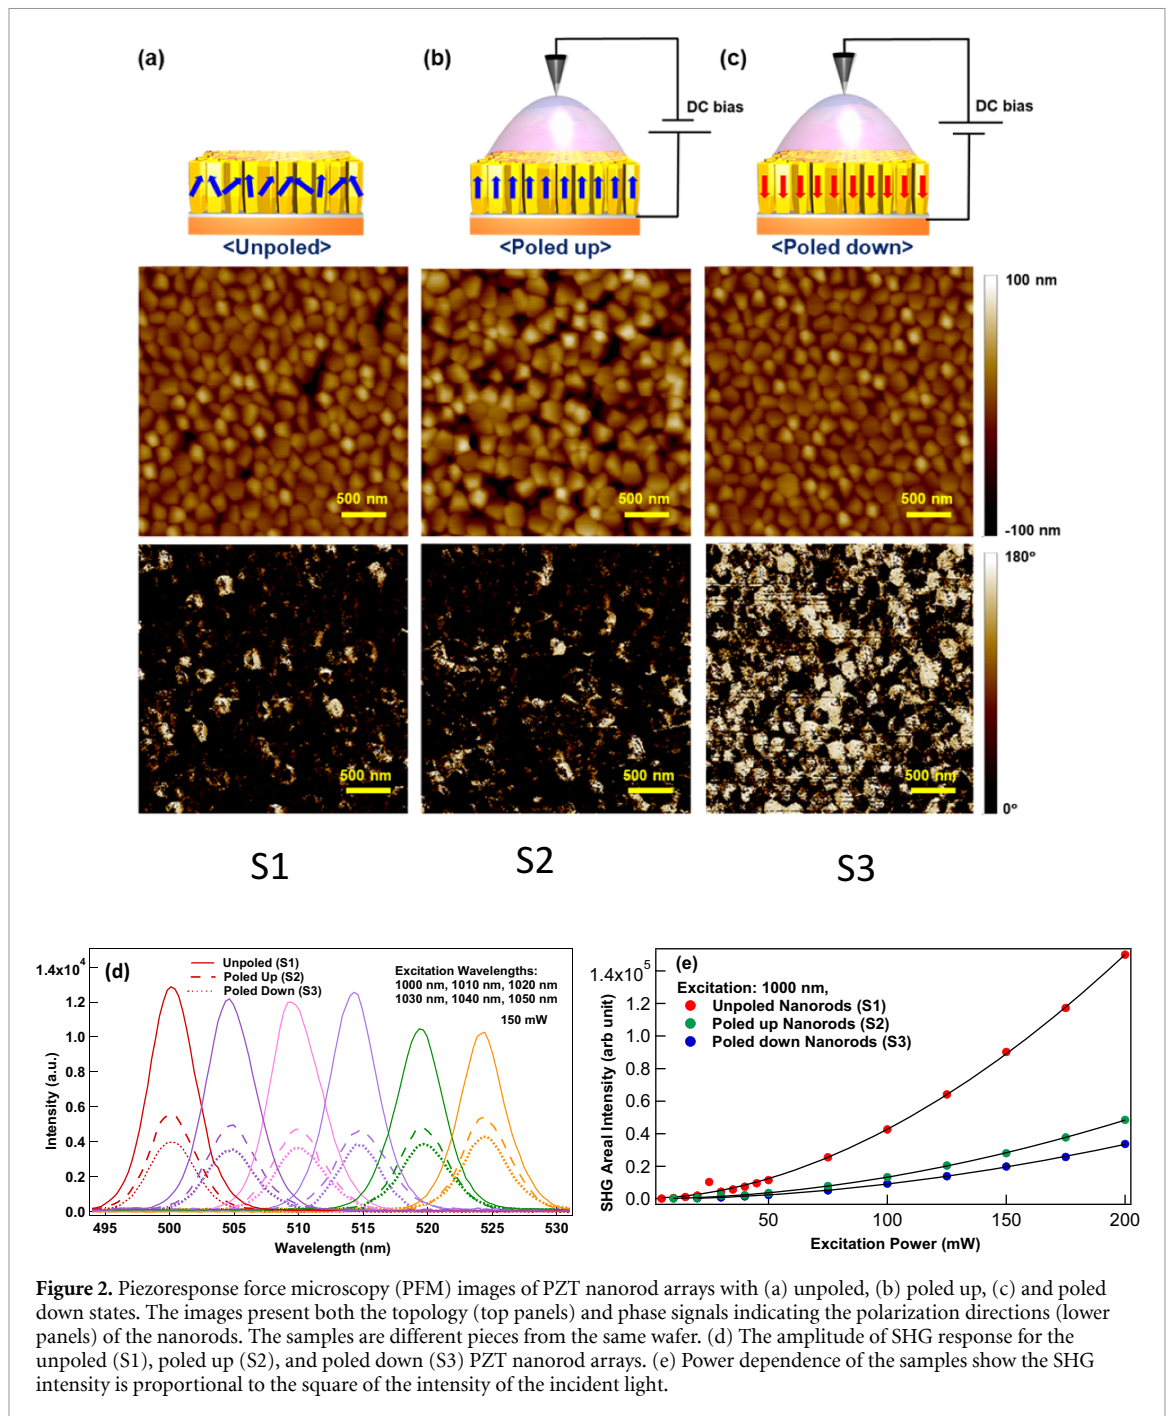 (a)
(b)
(c)
DC bias
DC bias
<Unpoled>
<Poled up>
<Poled down>
100 nm
500 nm
500 nm
500 nm
-100 nm
180°
500 nm
500 nm
500 nm
0°
S1
S2
S3
(d)
Unpoled (S1)
Poled Up (S2)
Poled Down (S3)
Excitation Wavelengths:
1000 nm, 1010 nm, 1020 nm
1030 nm, 1040 nm, 1050 nm
150 mW
1.4x10⁴
1.2
1.0
0.8
0.6
0.4
0.2
0.0
Intensity (a.u.)
495
500
505
510
515
520
525
530
Wavelength (nm)
(e)
Excitation: 1000 nm,
Unpoled Nanorods (S1)
Poled up Nanorods (S2)
Poled down Nanorods (S3)
1.4x10⁵
1.2
1.0
0.8
0.6
0.4
0.2
0.0
SHG Areal Intensity (arb unit)
50
100
150
200
Excitation Power (mW)
Figure 2. Piezoresponse force microscopy (PFM) images of PZT nanorod arrays with (a) unpoled, (b) poled up, (c) and poled
down states. The images present both the topology (top panels) and phase signals indicating the polarization directions (lower
panels) of the nanorods. The samples are different pieces from the same wafer. (d) The amplitude of SHG response for the
unpoled (S1), poled up (S2), and poled down (S3) PZT nanorod arrays. (e) Power dependence of the samples show the SHG
intensity is proportional to the square of the intensity of the incident light.